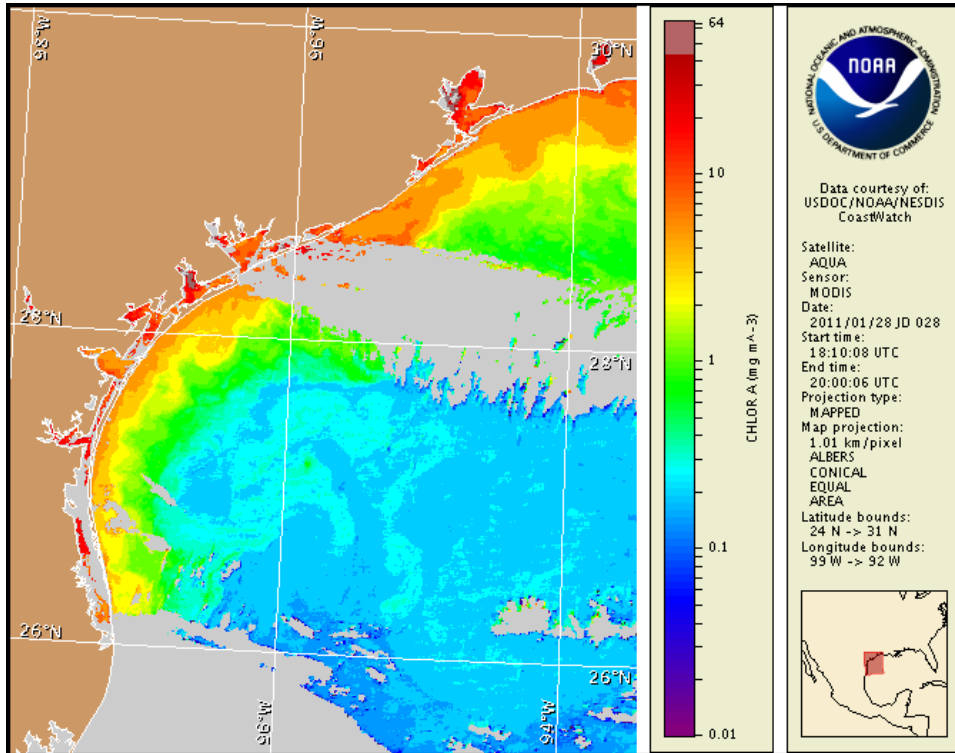 98°W
96°W
30°N
28°N
28°N
26°N
26°N
96°W
94°W
64
10
1
0.1
0.01
CHLOR A (mg m^-3)
NATIONAL OCEANIC AND ATMOSPHERIC ADMINISTRATION
NOAA
U.S. DEPARTMENT OF COMMERCE
Data courtesy of:
USDOC/NOAA/NESDIS
CoastWatch
Satellite:
AQUA
Sensor:
MODIS
Date:
2011/01/28 JD 028
Start time:
18:10:08 UTC
End time:
20:00:06 UTC
Projection type:
MAPPED
Map projection:
1.01 km/pixel
ALBERS
CONICAL
EQUAL
AREA
Latitude bounds:
24 N -> 31 N
Longitude bounds:
99 W -> 92 W